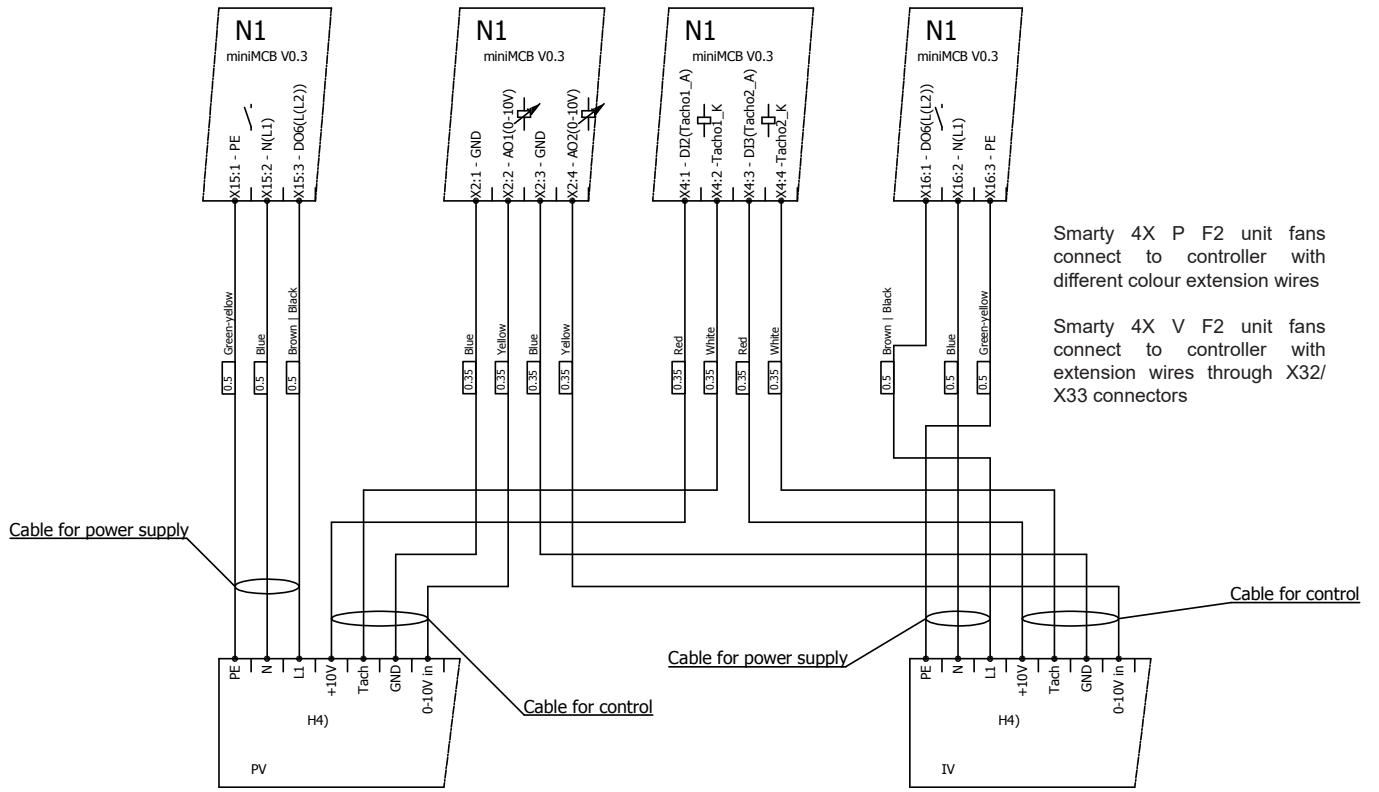 N1
miniMCB V0.3
X15:1 - PE
X15:2 - N(L1)
X15:3 - DO6(L(L2))
N1
miniMCB V0.3
X2:1 - GND
X2:2 - AO1(0-10V)
X2:3 - GND
X2:4 - AO2(0-10V)
N1
miniMCB V0.3
X4:1 - DI2(Tacho1_A)
X4:2 -Tacho1_K
X4:3 - DI3(Tacho2_A)
X4:4 -Tacho2_K
N1
miniMCB V0.3
X16:1 - DO6(L(L2))
X16:2 - N(L1)
X16:3 - PE
Smarty 4X P F2 unit fans
connect to controller with
different colour extension wires
Smarty 4X V F2 unit fans
connect to controller with
extension wires through X32/
X33 connectors
0.5 Green-yellow
0.5 Blue
0.5 Brown | Black
0.35 Blue
0.35 Yellow
0.35 Blue
0.35 Yellow
0.35 Red
0.35 White
0.35 Red
0.35 White
0.5 Brown | Black
0.5 Blue
0.5 Green-yellow
Cable for power supply
Cable for control
Cable for power supply
Cable for control
PE
N
L1
+10V
Tach
GND
0-10V in
H4)
PV
PE
N
L1
+10V
Tach
GND
0-10V in
H4)
IV